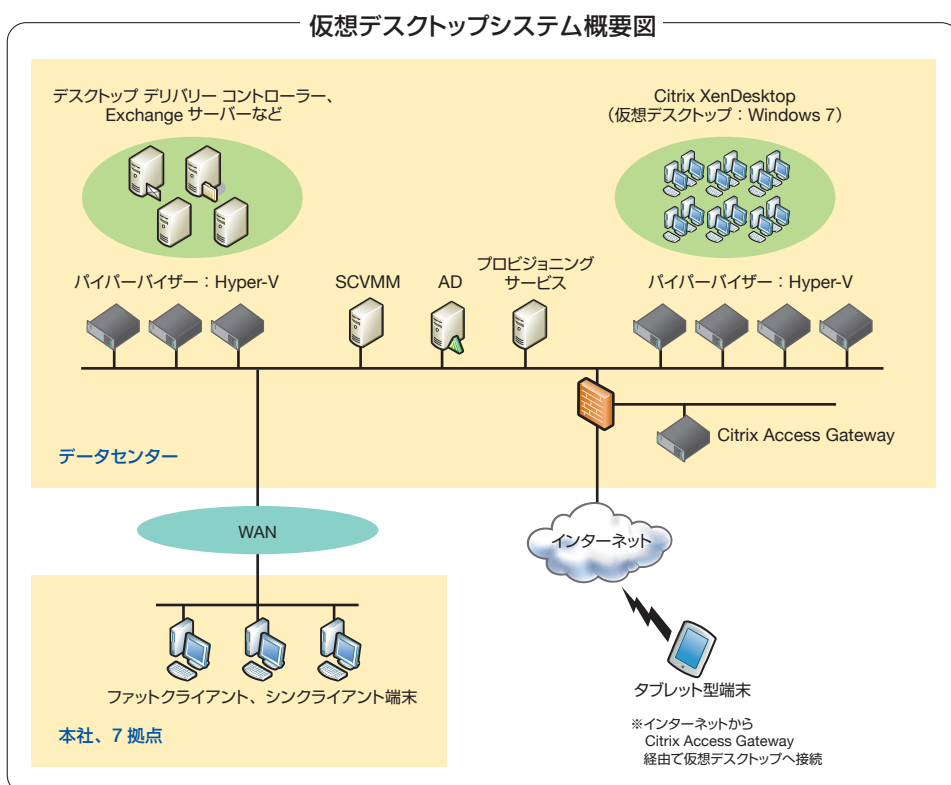 仮想デスクトップシステム概要図
デスクトップ デリバリー コントローラー、
Exchange サーバーなど
Citrix XenDesktop
（仮想デスクトップ：Windows 7）
パイパーバイザー：Hyper-V
SCVMM
AD
プロビジョニング
サービス
パイパーバイザー：Hyper-V
Citrix Access Gateway
データセンター
WAN
インターネット
ファットクライアント、シンクライアント端末
本社、7 拠点
タブレット型端末
※インターネットから
Citrix Access Gateway
経由で仮想デスクトップへ接続